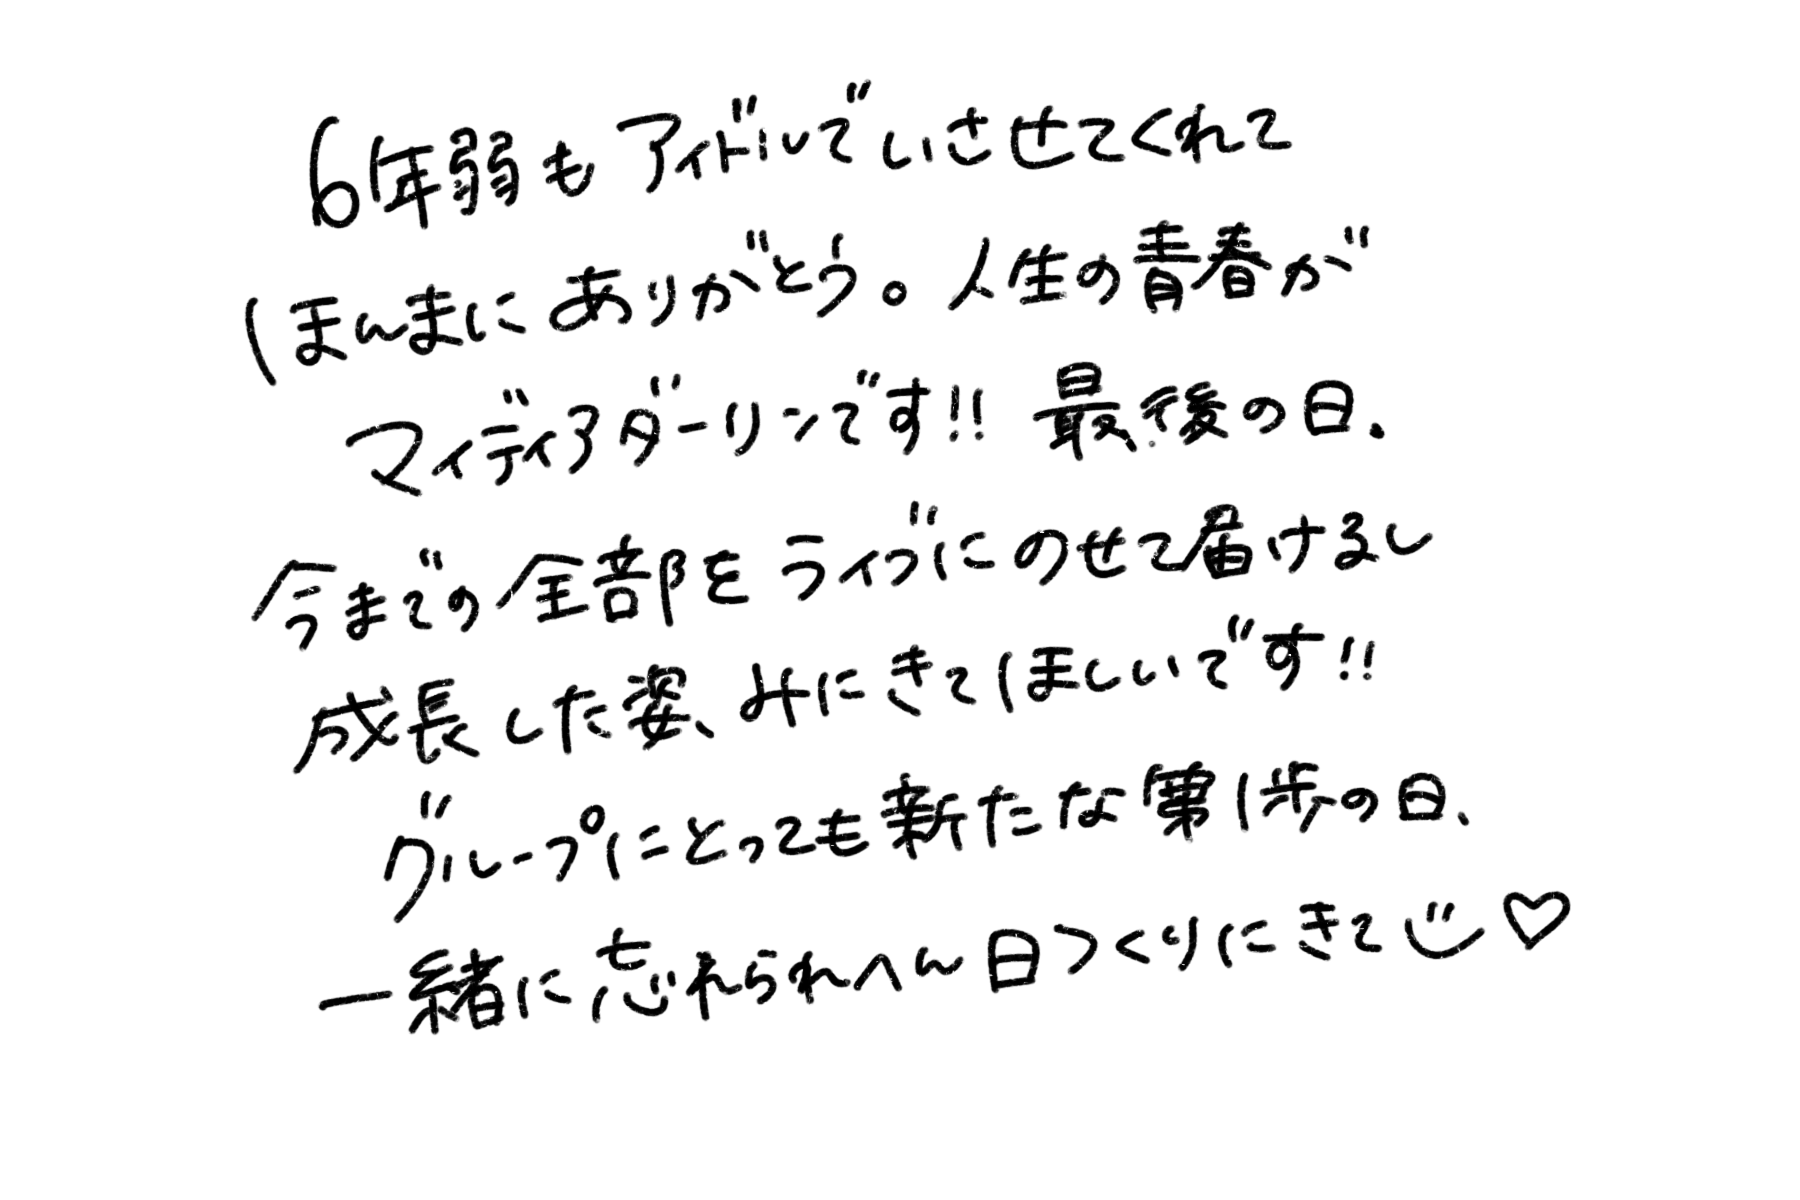 6年弱もアイドルでいさせてくれて
ほんまにありがとう。人生の青春が
マイディアダーリンです!! 最後の日、
今までの全部をライブにのせて届けるし
成長した姿、みにきてほしいです!!
グループにとっても新たな第1歩の日、
一緒に忘れられへん日つくりにきて♡